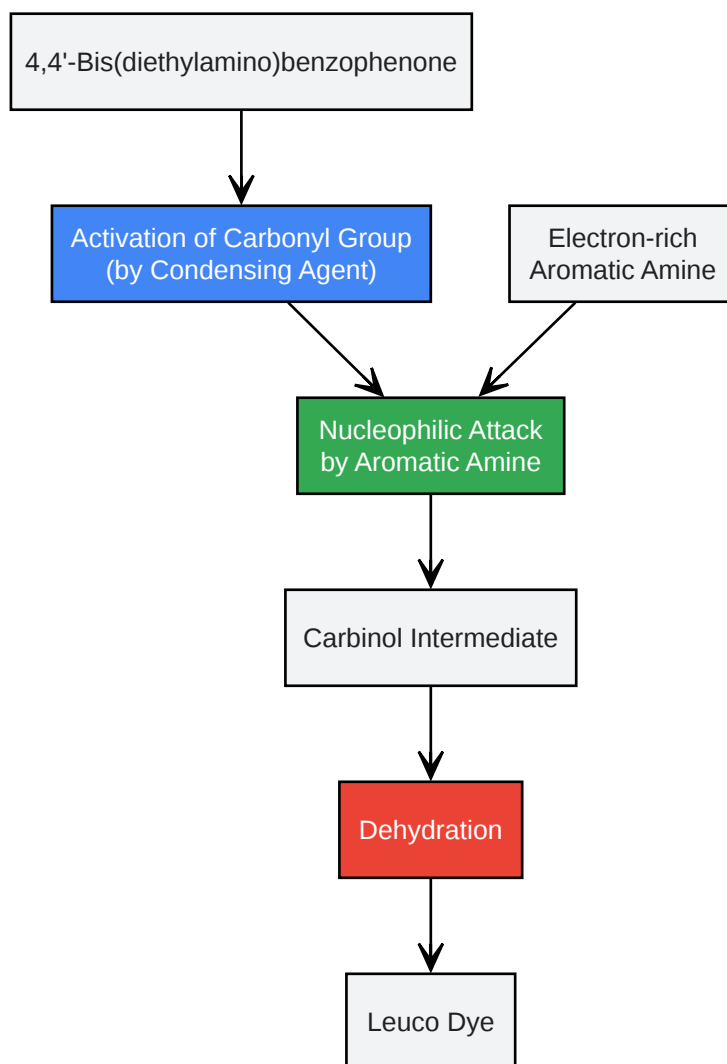 4,4'-Bis(diethylamino)benzophenone
Activation of Carbonyl Group
(by Condensing Agent)
Electron-rich
Aromatic Amine
Nucleophilic Attack
by Aromatic Amine
Carbinol Intermediate
Dehydration
Leuco Dye